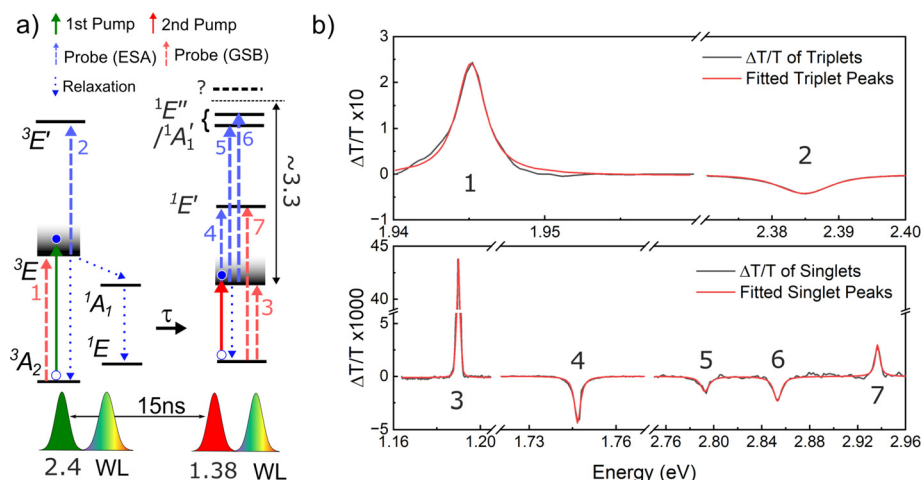 a)
1st Pump 2nd Pump
Probe (ESA) Probe (GSB)
Relaxation
?
¹E''
/¹A₁'
5 6
~3.3
³E'
2
¹E'
4 7
³E
1
¹A₁
τ
3
³A₂
¹E
15ns
2.4 WL 1.38 WL
b)
ΔT/T x10
3
2
1
0
-1
ΔT/T of Triplets
Fitted Triplet Peaks
1
2
1.94 1.95 2.38 2.39 2.40
ΔT/T x1000
45
40
5
0
-5
ΔT/T of Singlets
Fitted Singlet Peaks
3
4
5
6
7
1.16 1.20 1.73 1.76 2.76 2.80 2.84 2.88 2.92 2.96
Energy (eV)